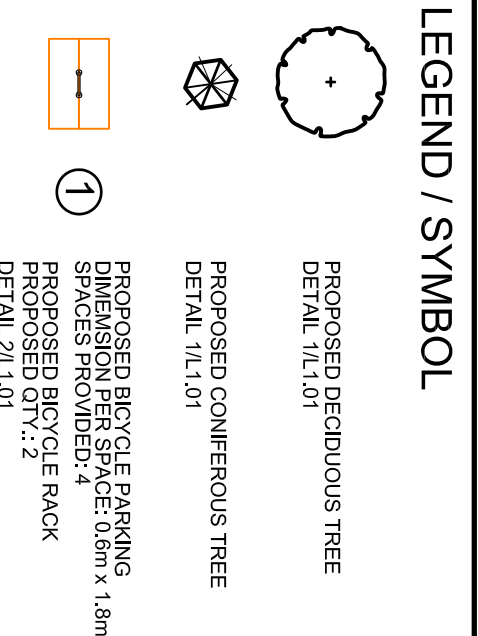 LEGEND / SYMBOL
PROPOSED DECIDUOUS TREE
DETAIL 1/L1.01
PROPOSED CONIFEROUS TREE
DETAIL 1/L1.01
1
PROPOSED BICYCLE PARKING
DIMEMSION PER SPACE: 0.6m x 1.8m
SPACES PROVIDED: 4
PROPOSED BICYCLE RACK
PROPOSED QTY.: 2
DETAIL 2/L1.01